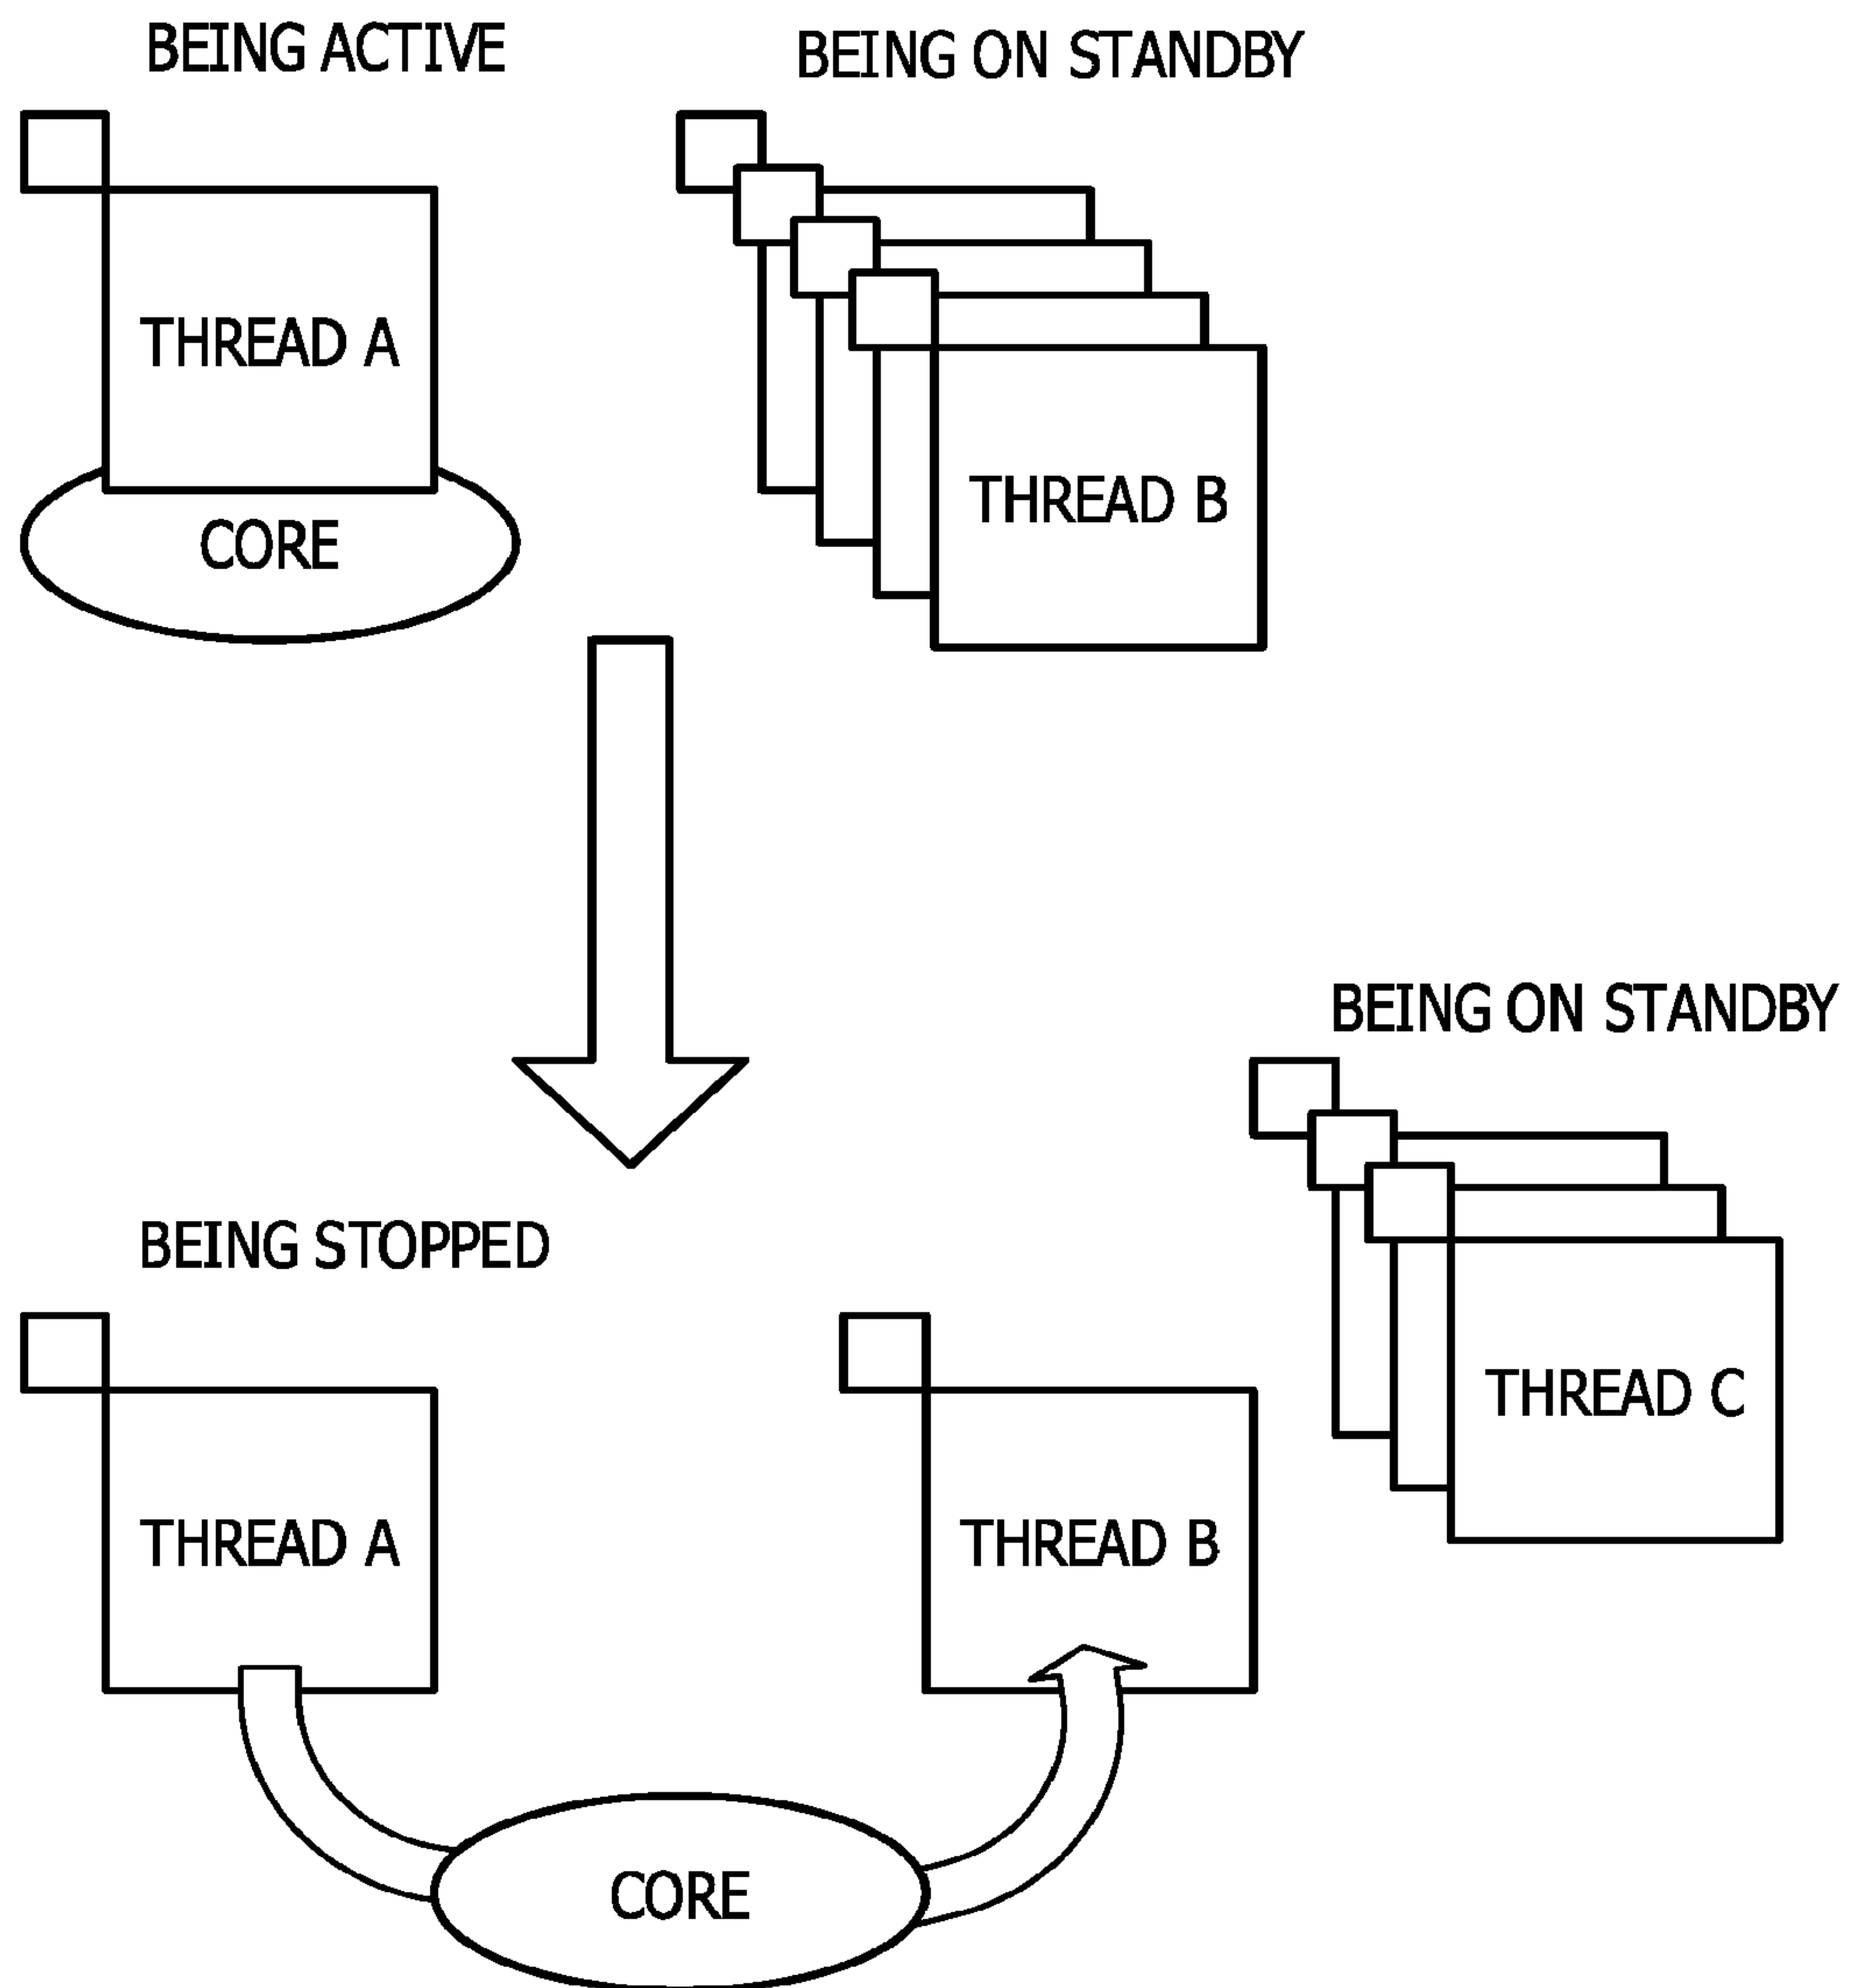 BEING ACTIVE
BEING ON STANDBY
THREAD A
THREAD B
CORE
BEING ON STANDBY
BEING STOPPED
THREAD C
THREAD A
THREAD B
CORE